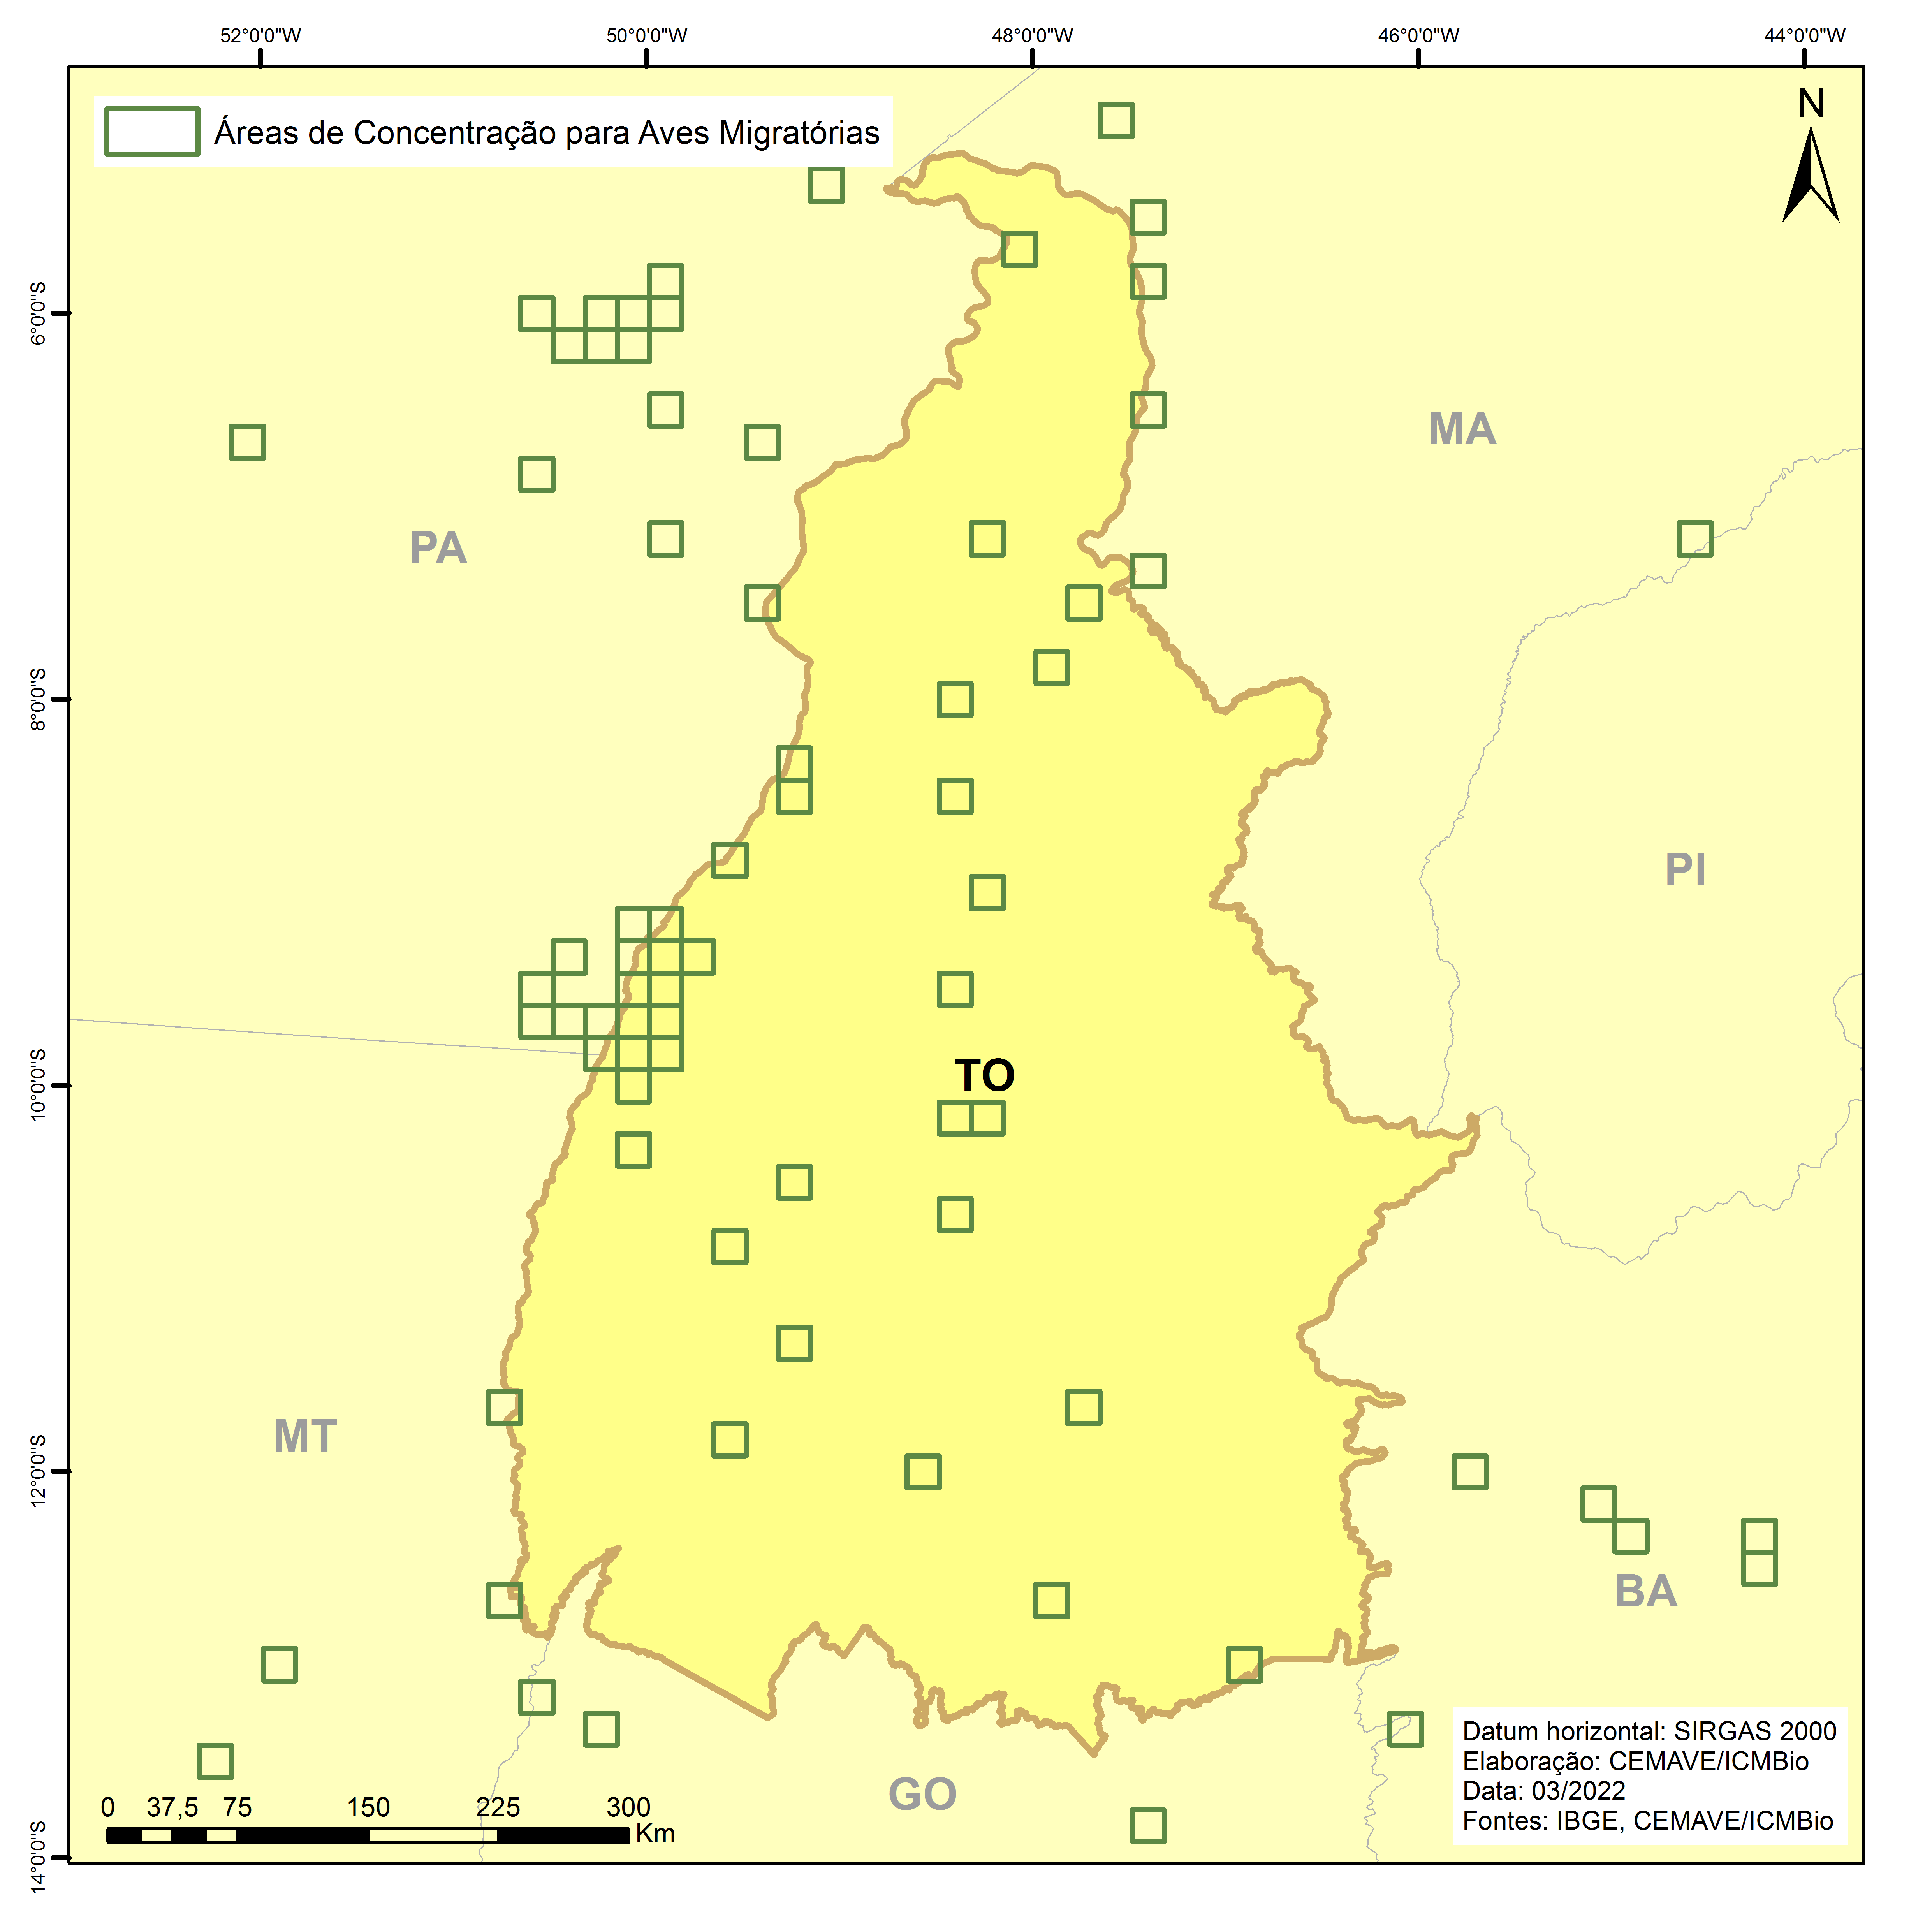 52°0'0"W
50°0'0"W
48°0'0"W
46°0'0"W
44°0'0"W
Áreas de Concentração para Aves Migratórias
N
6°0'0"S
MA
PA
8°0'0"S
PI
10°0'0"S
TO
MT
12°0'0"S
BA
GO
14°0'0"S
0 37,5 75 150 225 300
Km
Datum horizontal: SIRGAS 2000
Elaboração: CEMAVE/ICMBio
Data: 03/2022
Fontes: IBGE, CEMAVE/ICMBio